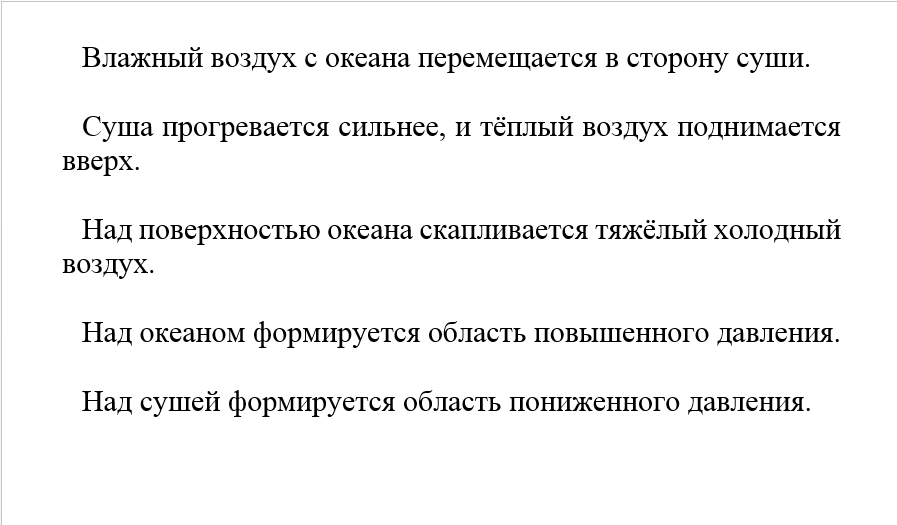 Влажный воздух с океана перемещается в сторону суши.
Суша прогревается сильнее, и тёплый воздух поднимается
вверх.
Над поверхностью океана скапливается тяжёлый холодный
воздух.
Над океаном формируется область повышенного давления.
Над сушей формируется область пониженного давления.